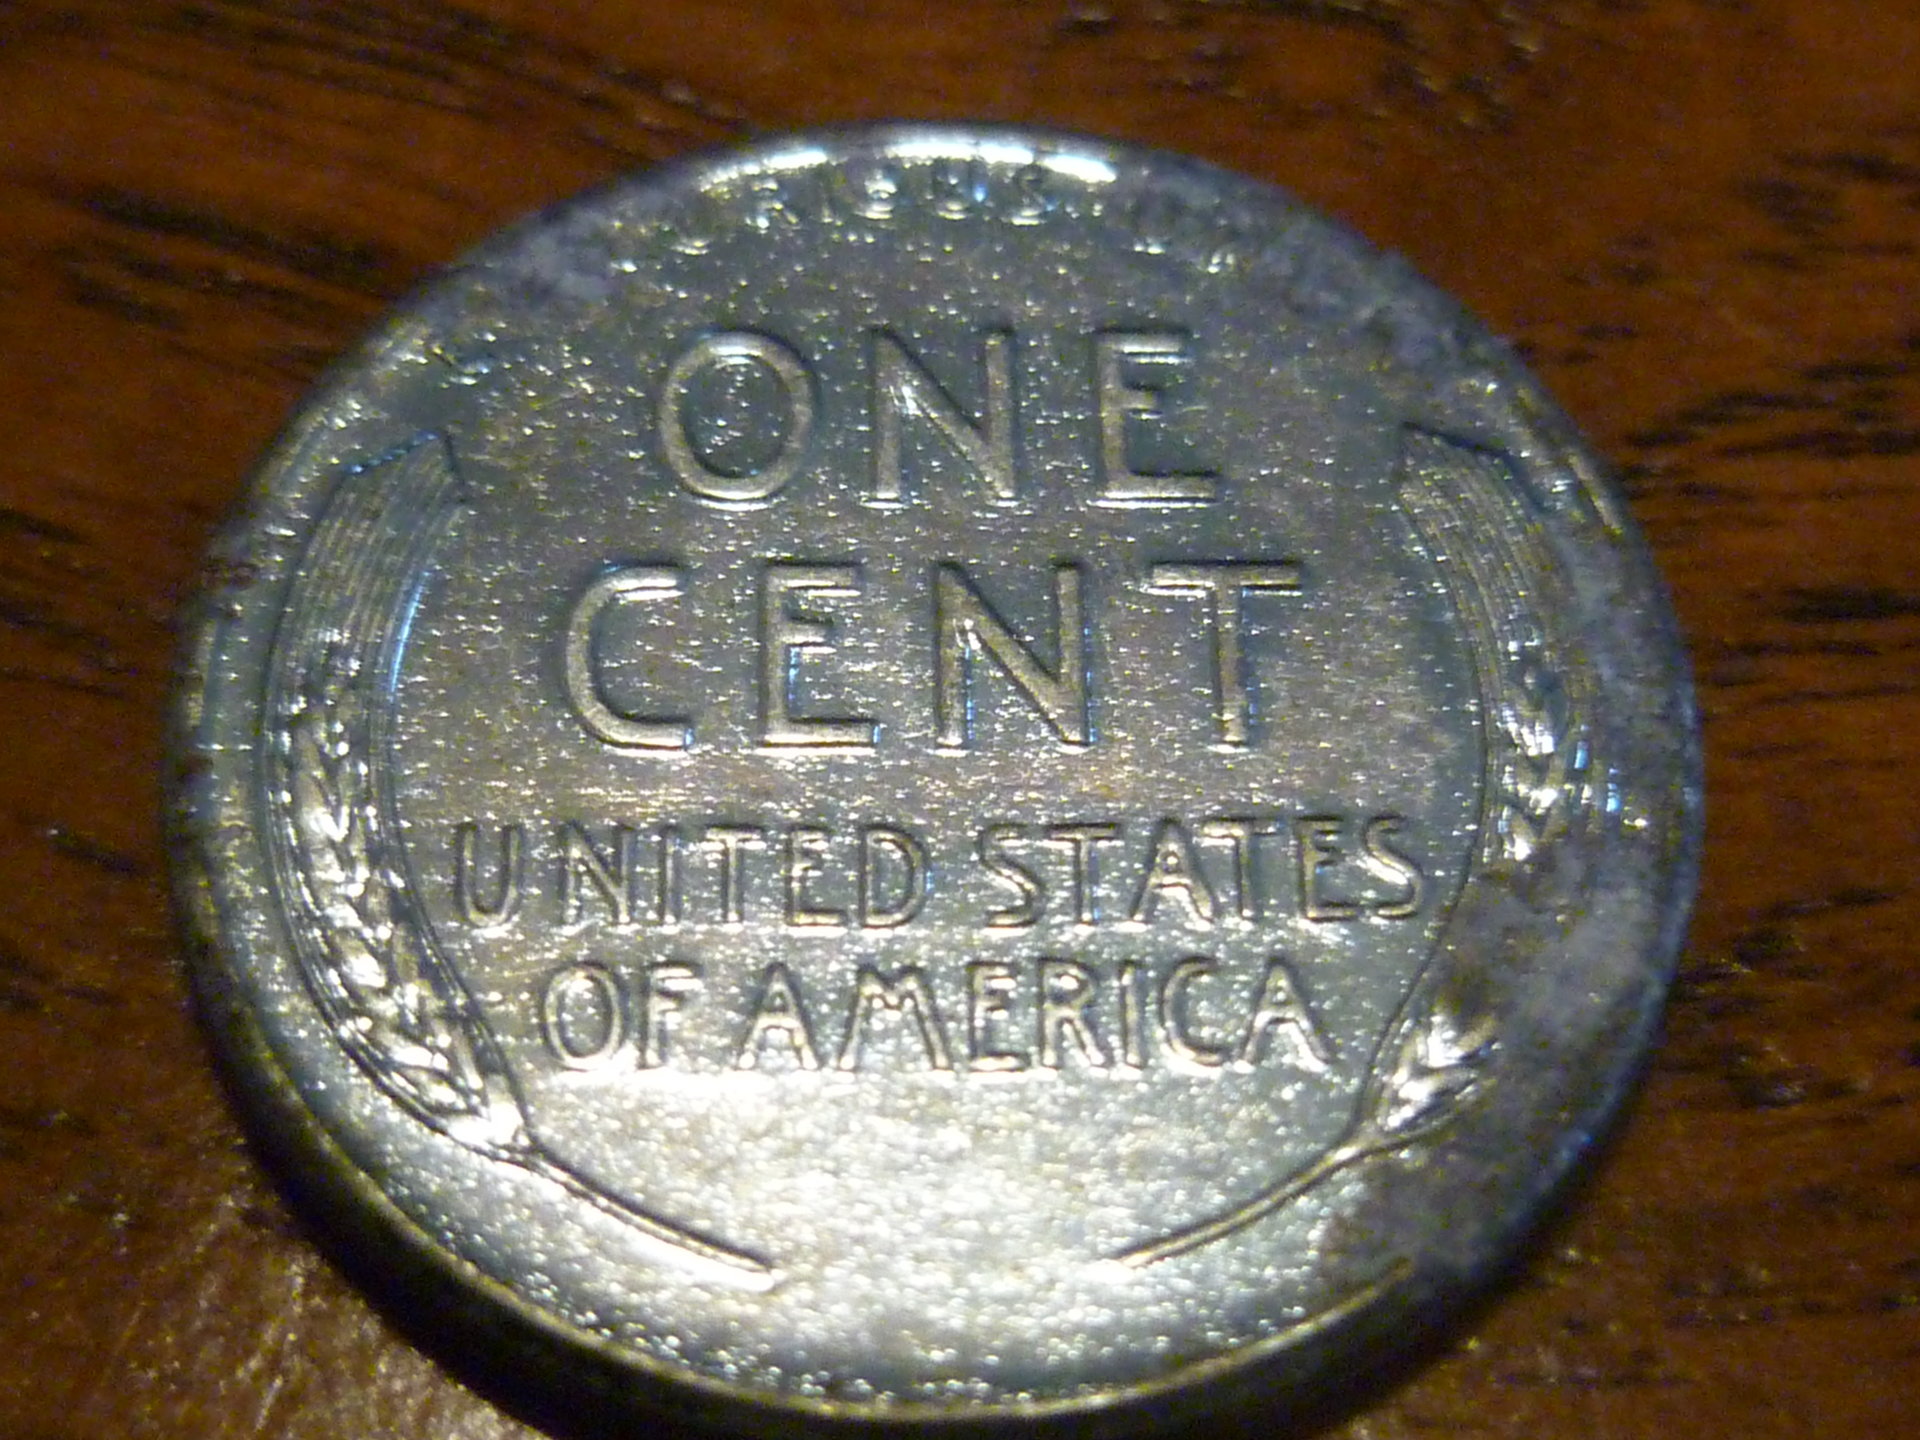 ONE
CENT
UNITED STATES
OF AMERICA